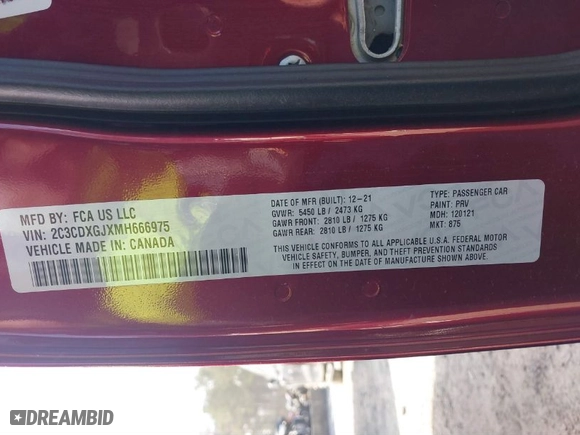 MFD BY: FCA US LLC
VIN: 2C3CDXGJXMH666975
VEHICLE MADE IN: CANADA
DATE OF MFR (BUILT): 12-21
GVWR: 5450 LB / 2473 KG
GAWR FRONT: 2810 LB / 1275 KG
GAWR REAR: 2810 LB / 1275 KG
TYPE: PASSENGER CAR
PAINT: PRV
MDH: 120121
MKT: 875
THIS VEHICLE COMPLIES WITH ALL APPLICABLE U.S.A. FEDERAL MOTOR
VEHICLE SAFETY, BUMPER, AND THEFT PREVENTION STANDARDS
IN EFFECT ON THE DATE OF MANUFACTURE SHOWN ABOVE.
DREAMBID